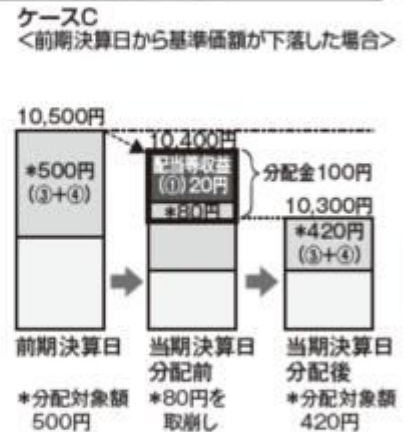 ケースC
<前期決算日から基準価額が下落した場合>
10,500円
10,400円
*500円
(③+④)
配当等収益
(①)20円
*80円
分配金100円
10,300円
*420円
(③+④)
前期決算日
当期決算日
分配前
当期決算日
分配後
*分配対象額
500円
*80円を
取崩し
*分配対象額
420円